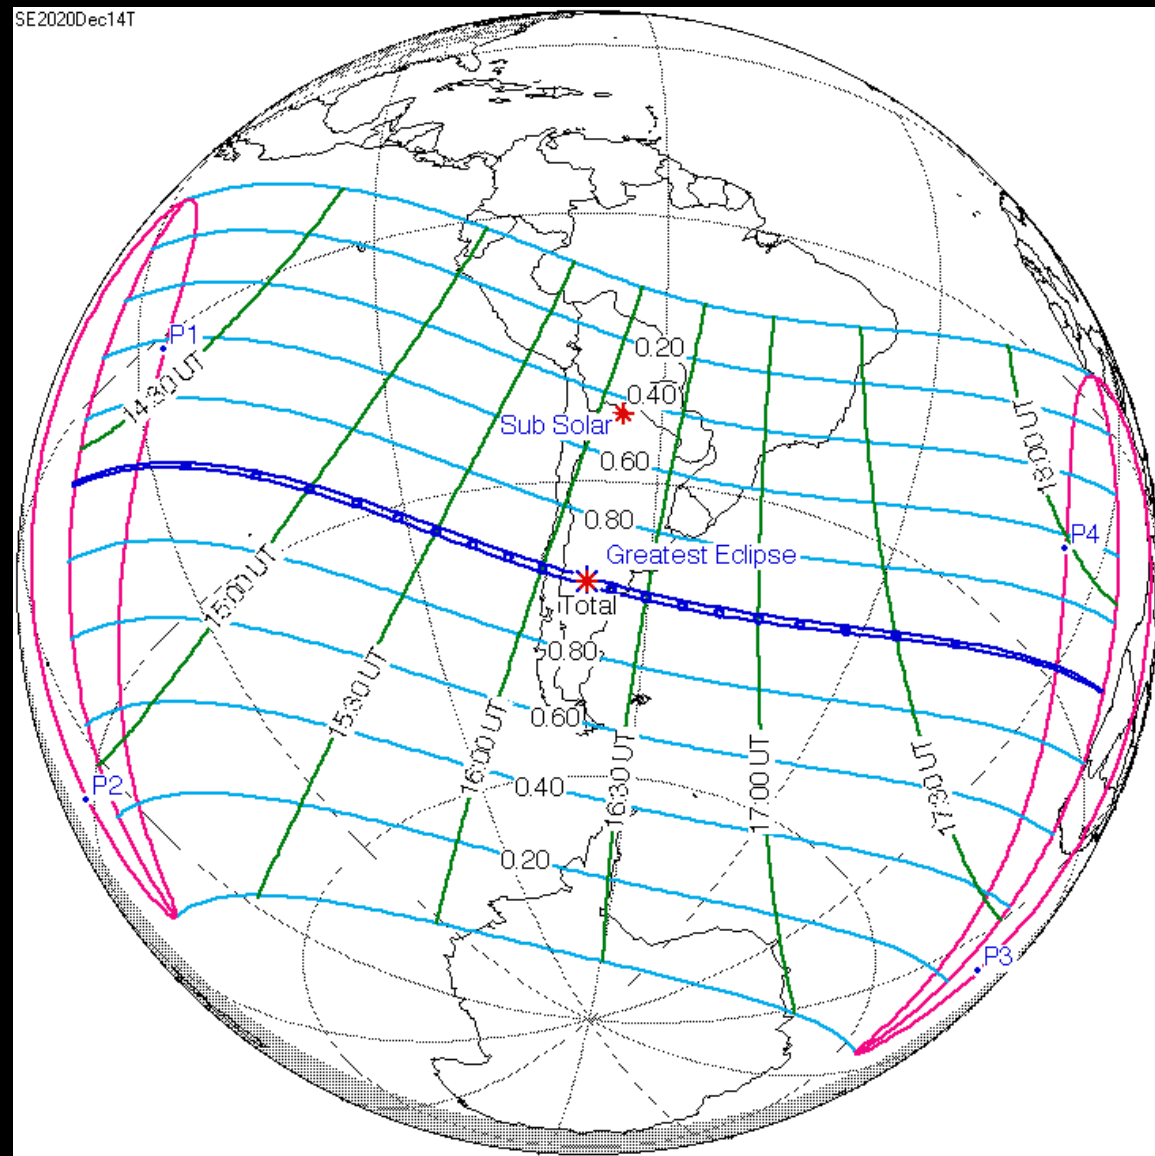 SE2020Dec14T
P1
14:30 UT
0.20
0.40
Sub Solar
0.60
18:00 UT
0.80
P4
Greatest Eclipse
Total
15:00 UT
0.80
15:30 UT
0.60
16:00 UT
16:30 UT
17:00 UT
17:30 UT
P2
0.40
0.20
P3